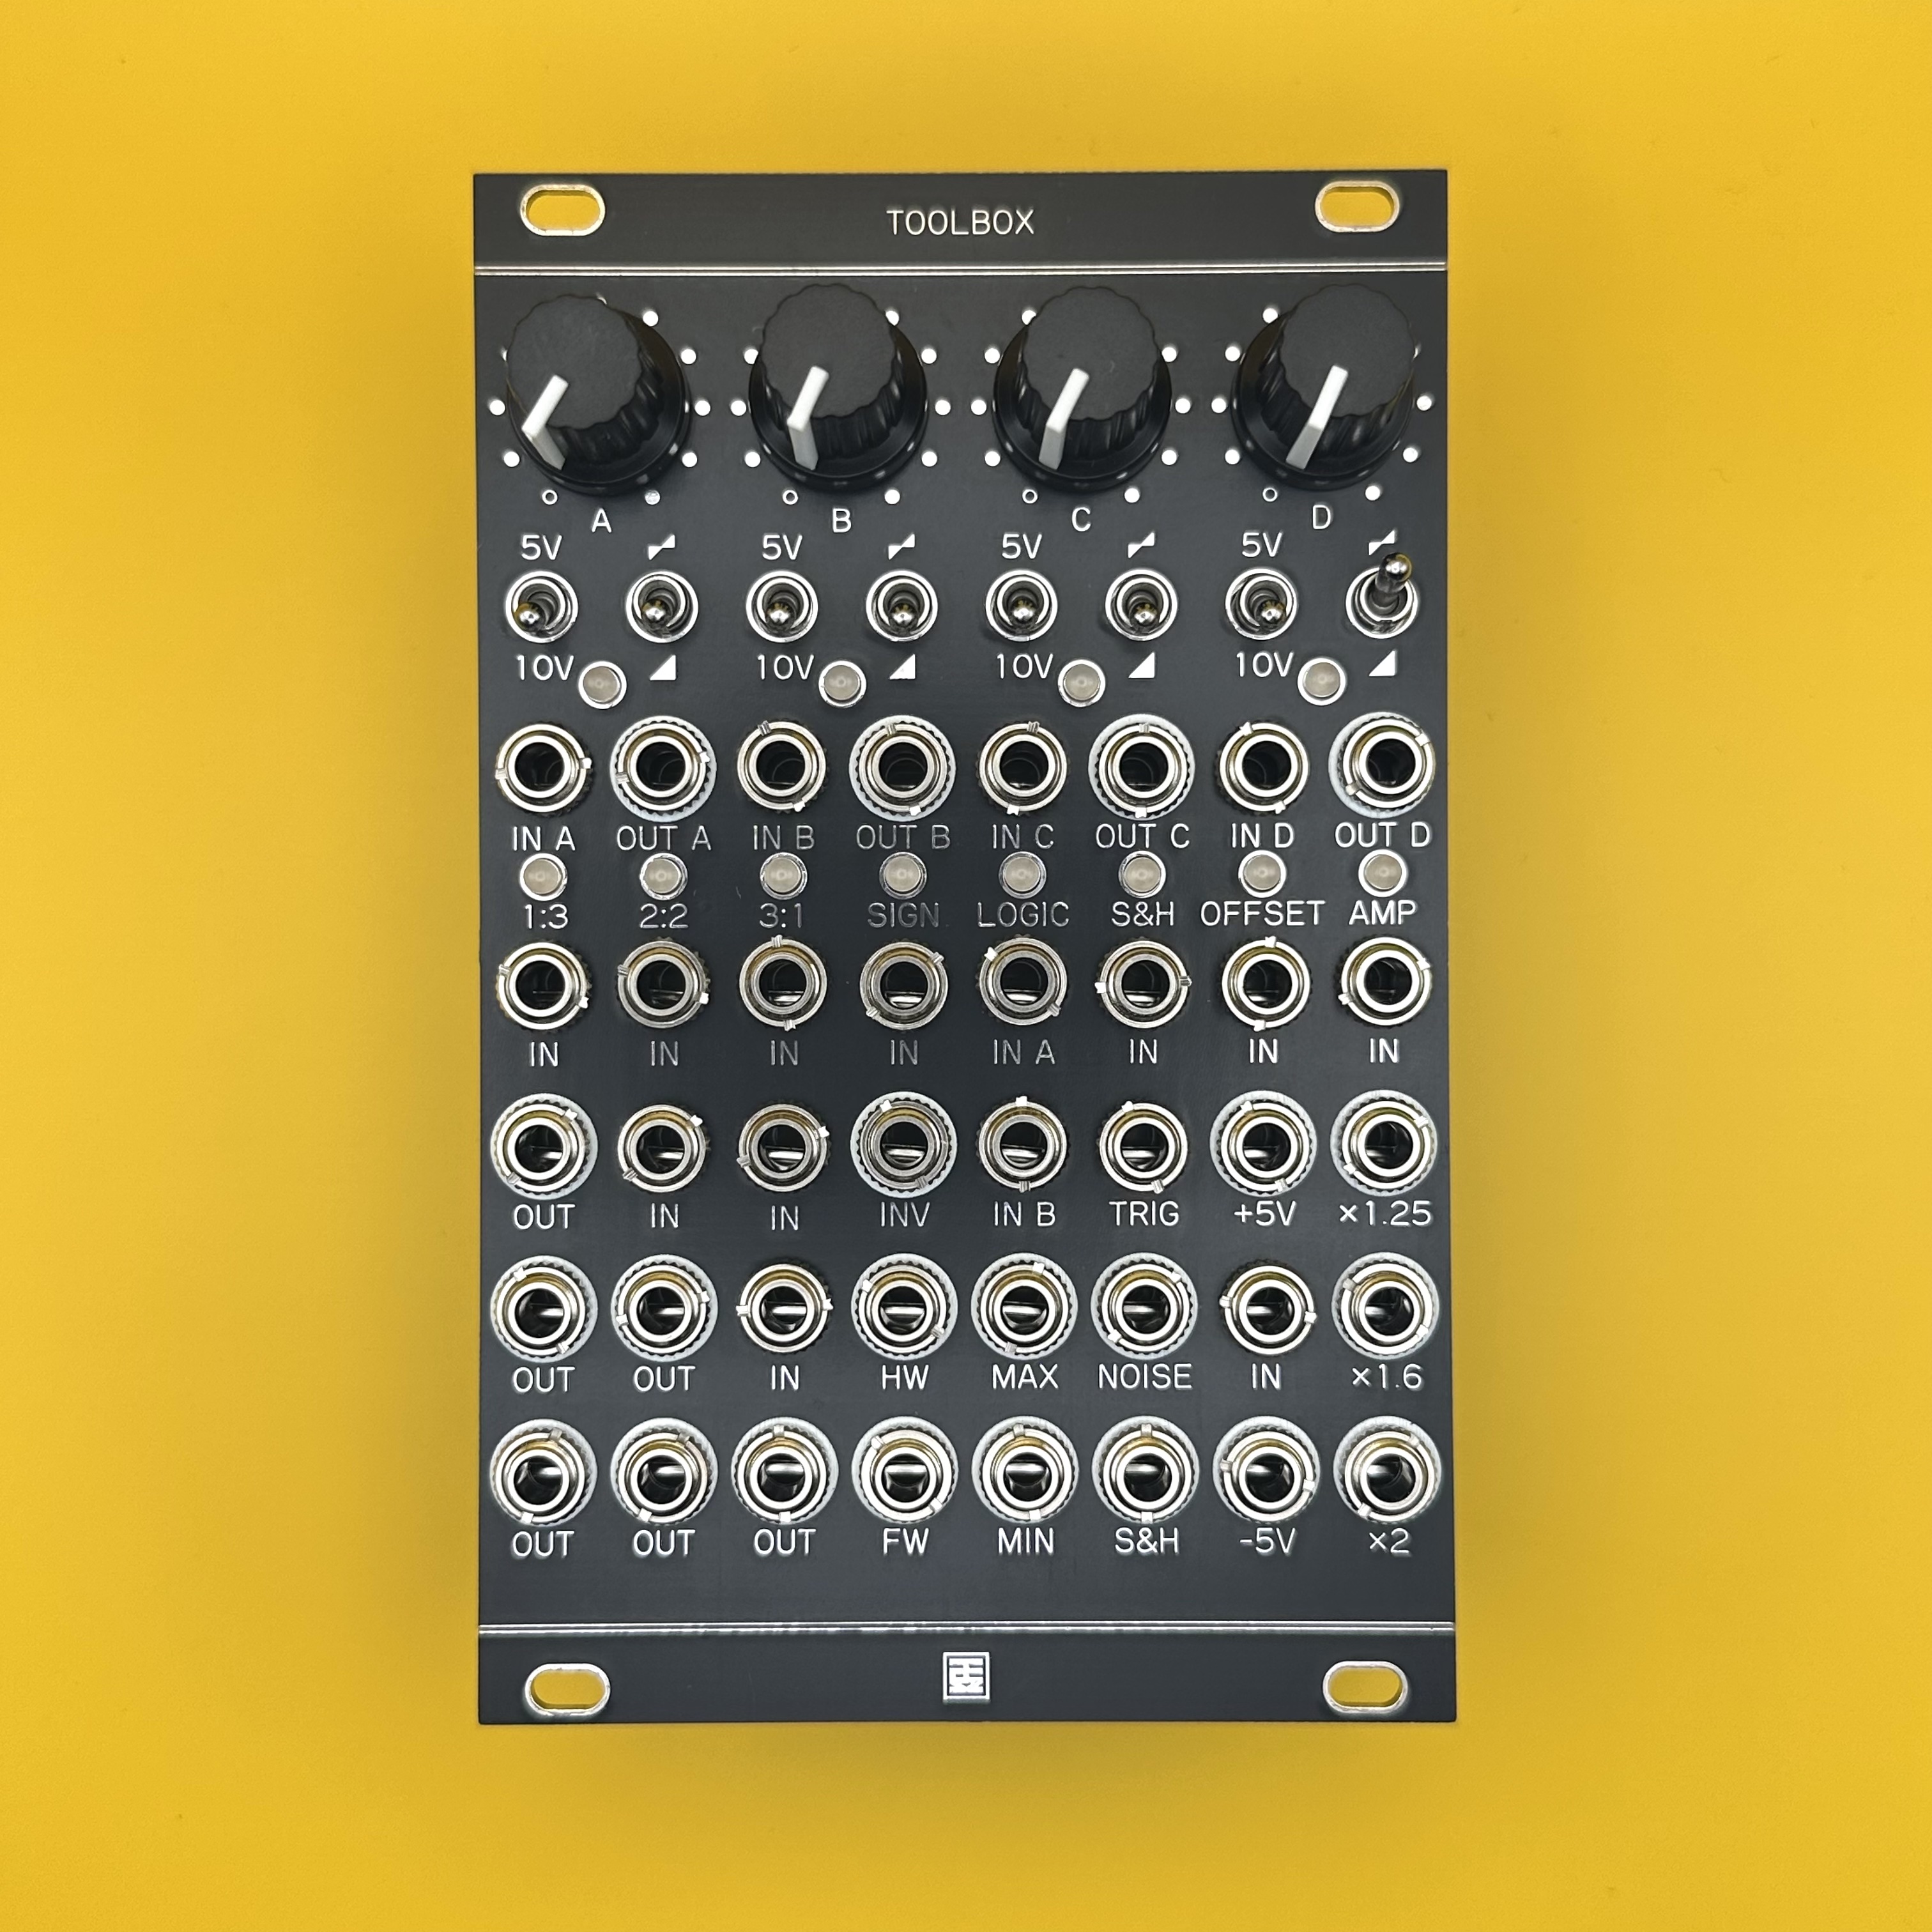 TOOLBOX
A B C D
5V 5V 5V 5V
10V 10V 10V 10V
IN A OUT A IN B OUT B IN C OUT C IN D OUT D
1:3 2:2 3:1 SIGN LOGIC S&H OFFSET AMP
IN IN IN IN IN A IN IN IN
OUT IN IN INV IN B TRIG +5V ×1.25
OUT OUT IN HW MAX NOISE IN ×1.6
OUT OUT OUT FW MIN S&H -5V ×2